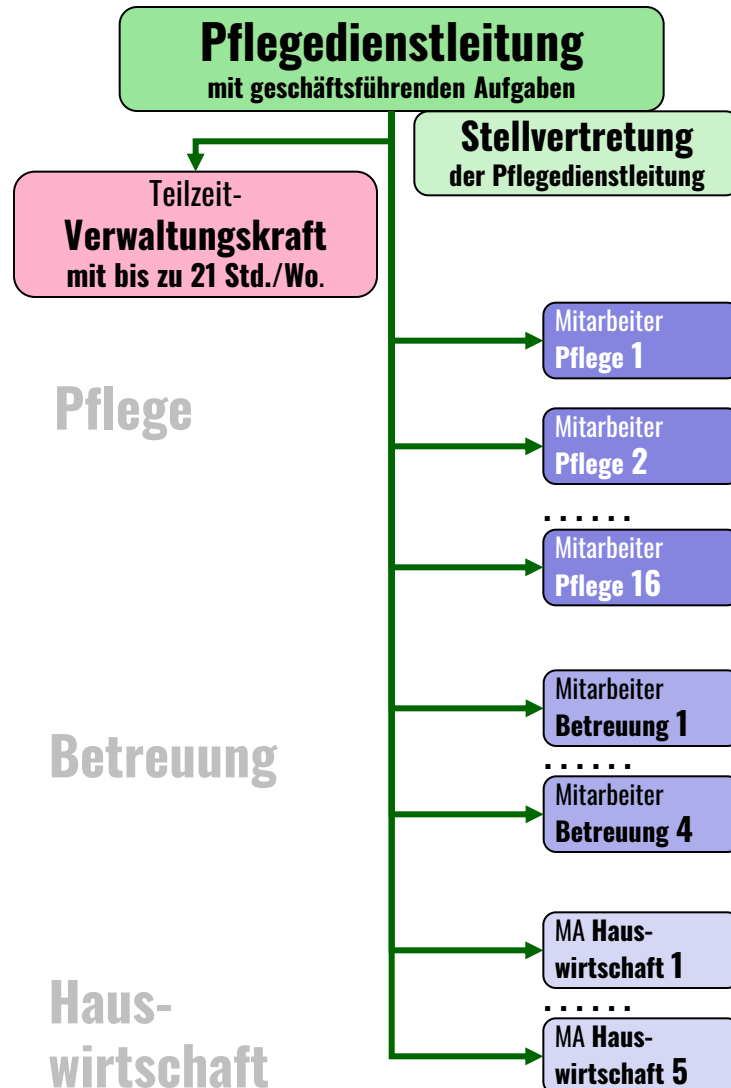 Pflegedienstleitung
mit geschäftsführenden Aufgaben
Stellvertretung
der Pflegedienstleitung
Teilzeit-
Verwaltungskraft
mit bis zu 21 Std./Wo.
Pflege
Mitarbeiter
Pflege 1
Mitarbeiter
Pflege 2
......
Mitarbeiter
Pflege 16
Betreuung
Mitarbeiter
Betreuung 1
......
Mitarbeiter
Betreuung 4
Haus-
wirtschaft
MA Haus-
wirtschaft 1
......
MA Haus-
wirtschaft 5